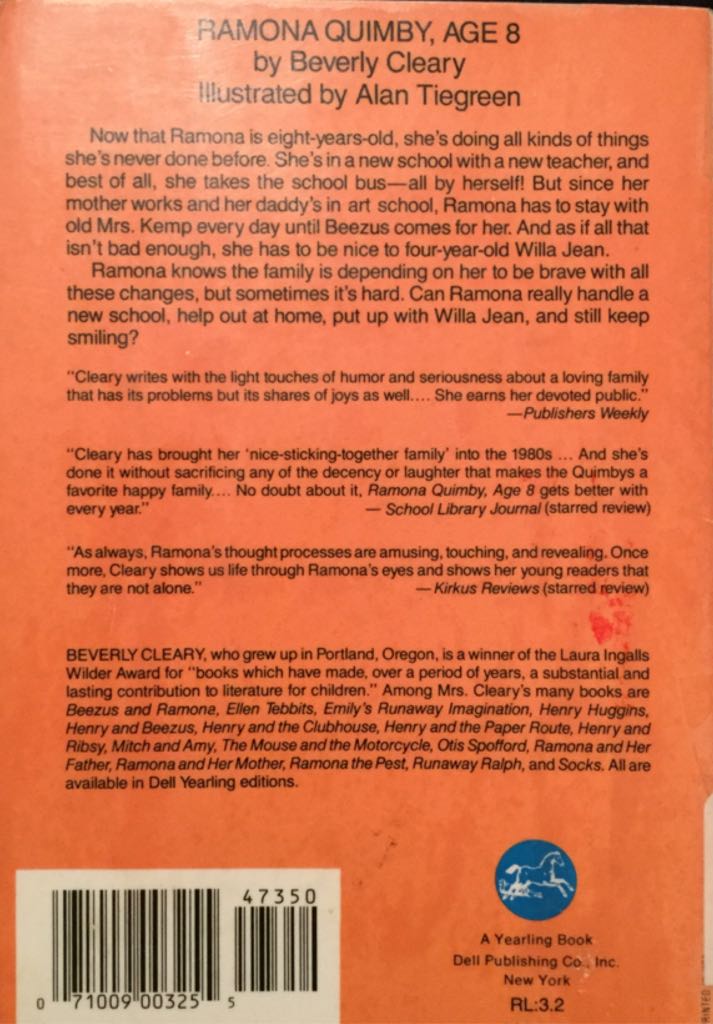 RAMONA QUIMBY, AGE 8
by Beverly Cleary
Illustrated by Alan Tiegreen
Now that Ramona is eight-years-old, she's doing all kinds of things
she's never done before. She's in a new school with a new teacher, and
best of all, she takes the school bus—all by herself! But since her
mother works and her daddy's in art school, Ramona has to stay with
old Mrs. Kemp every day until Beezus comes for her. And as if all that
isn't bad enough, she has to be nice to four-year-old Willa Jean.
Ramona knows the family is depending on her to be brave with all
these changes, but sometimes it's hard. Can Ramona really handle a
new school, help out at home, put up with Willa Jean, and still keep
smiling?
"Cleary writes with the light touches of humor and seriousness about a loving family
that has its problems but its shares of joys as well.... She earns her devoted public."
—Publishers Weekly
"Cleary has brought her 'nice-sticking-together family' into the 1980s ... And she's
done it without sacrificing any of the decency or laughter that makes the Quimbys a
favorite happy family.... No doubt about it, Ramona Quimby, Age 8 gets better with
every year." — School Library Journal (starred review)
"As always, Ramona's thought processes are amusing, touching, and revealing. Once
more, Cleary shows us life through Ramona's eyes and shows her young readers that
they are not alone." — Kirkus Reviews (starred review)
BEVERLY CLEARY, who grew up in Portland, Oregon, is a winner of the Laura Ingalls
Wilder Award for "books which have made, over a period of years, a substantial and
lasting contribution to literature for children." Among Mrs. Cleary's many books are
Beezus and Ramona, Ellen Tebbits, Emily's Runaway Imagination, Henry Huggins,
Henry and Beezus, Henry and the Clubhouse, Henry and the Paper Route, Henry and
Ribsy, Mitch and Amy, The Mouse and the Motorcycle, Otis Spofford, Ramona and Her
Father, Ramona and Her Mother, Ramona the Pest, Runaway Ralph, and Socks. All are
available in Dell Yearling editions.
47350
0 71009 00325 5
A Yearling Book
Dell Publishing Co., Inc.
New York
RL:3.2